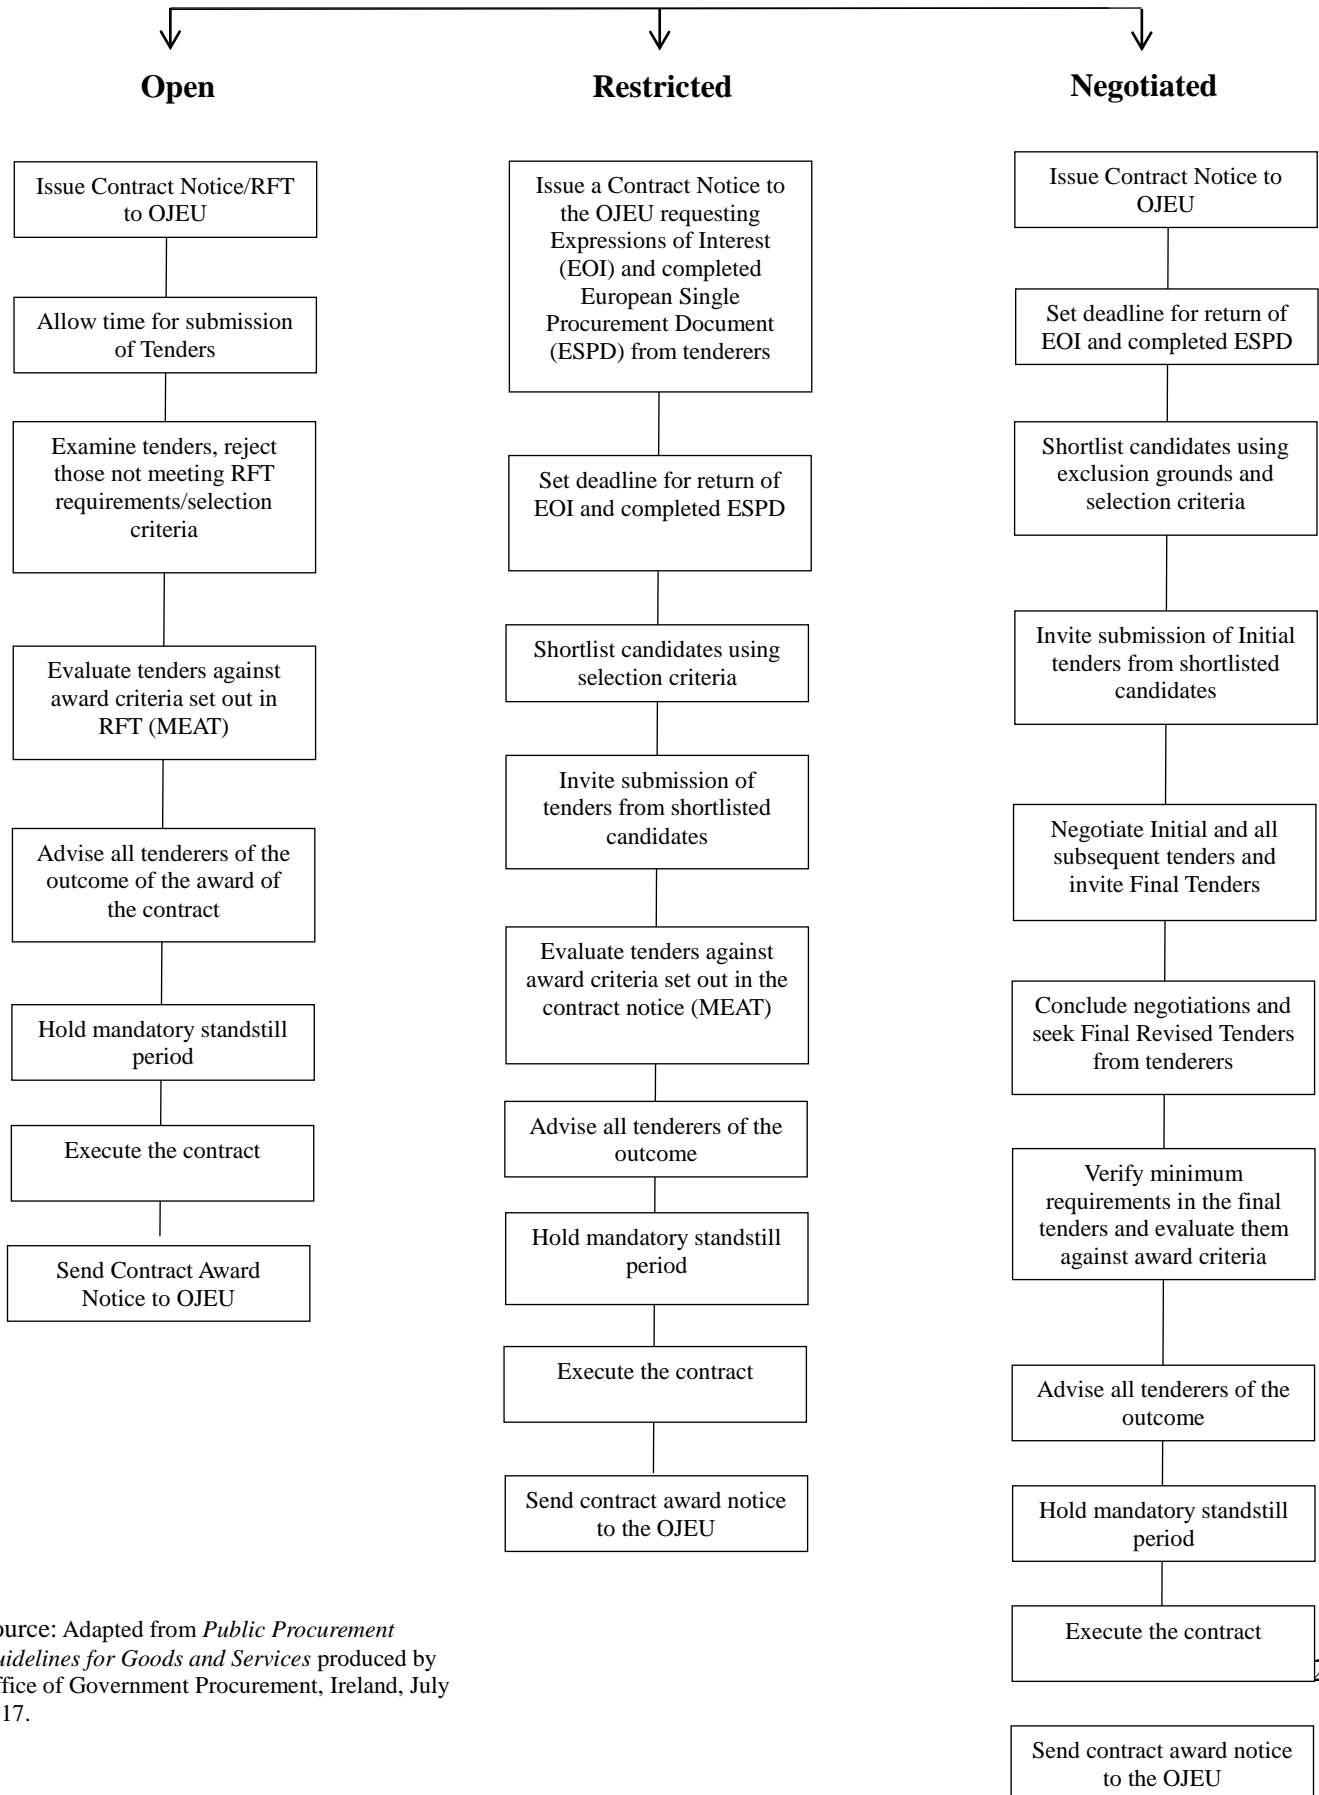 Open
Issue Contract Notice/RFT
to OJEU
Allow time for submission
of Tenders
Examine tenders, reject
those not meeting RFT
requirements/selection
criteria
Evaluate tenders against
award criteria set out in
RFT (MEAT)
Advise all tenderers of the
outcome of the award of
the contract
Hold mandatory standstill
period
Execute the contract
Send Contract Award
Notice to OJEU
Restricted
Issue a Contract Notice to
the OJEU requesting
Expressions of Interest
(EOI) and completed
European Single
Procurement Document
(ESPD) from tenderers
Set deadline for return of
EOI and completed ESPD
Shortlist candidates using
selection criteria
Invite submission of
tenders from shortlisted
candidates
Evaluate tenders against
award criteria set out in the
contract notice (MEAT)
Advise all tenderers of the
outcome
Hold mandatory standstill
period
Execute the contract
Send contract award notice
to the OJEU
Negotiated
Issue Contract Notice to
OJEU
Set deadline for return of
EOI and completed ESPD
Shortlist candidates using
exclusion grounds and
selection criteria
Invite submission of Initial
tenders from shortlisted
candidates
Negotiate Initial and all
subsequent tenders and
invite Final Tenders
Conclude negotiations and
seek Final Revised Tenders
from tenderers
Verify minimum
requirements in the final
tenders and evaluate them
against award criteria
Advise all tenderers of the
outcome
Hold mandatory standstill
period
Execute the contract
Send contract award notice
to the OJEU
ource: Adapted from Public Procurement
uidelines for Goods and Services produced by
ffice of Government Procurement, Ireland, July
17.